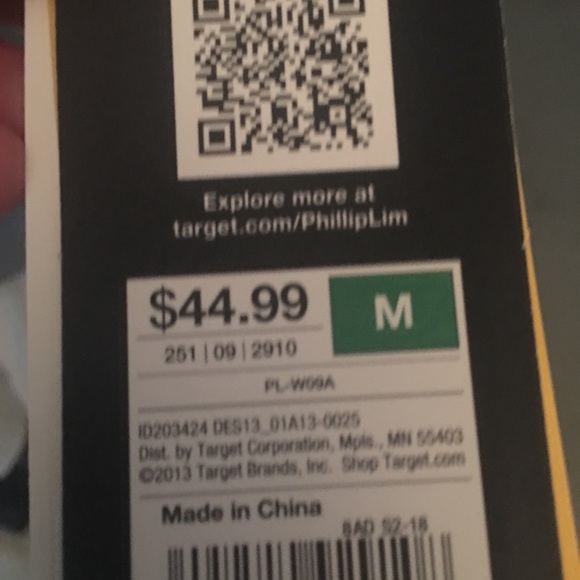 Explore more at
target.com/PhillipLim
$44.99
M
251 | 09 | 2910
PL-W09A
ID203424 DES13_01A13-0025
Dist. by Target Corporation, Mpls., MN 55403
©2013 Target Brands, Inc. Shop Target.com
Made in China
8AD S2-18